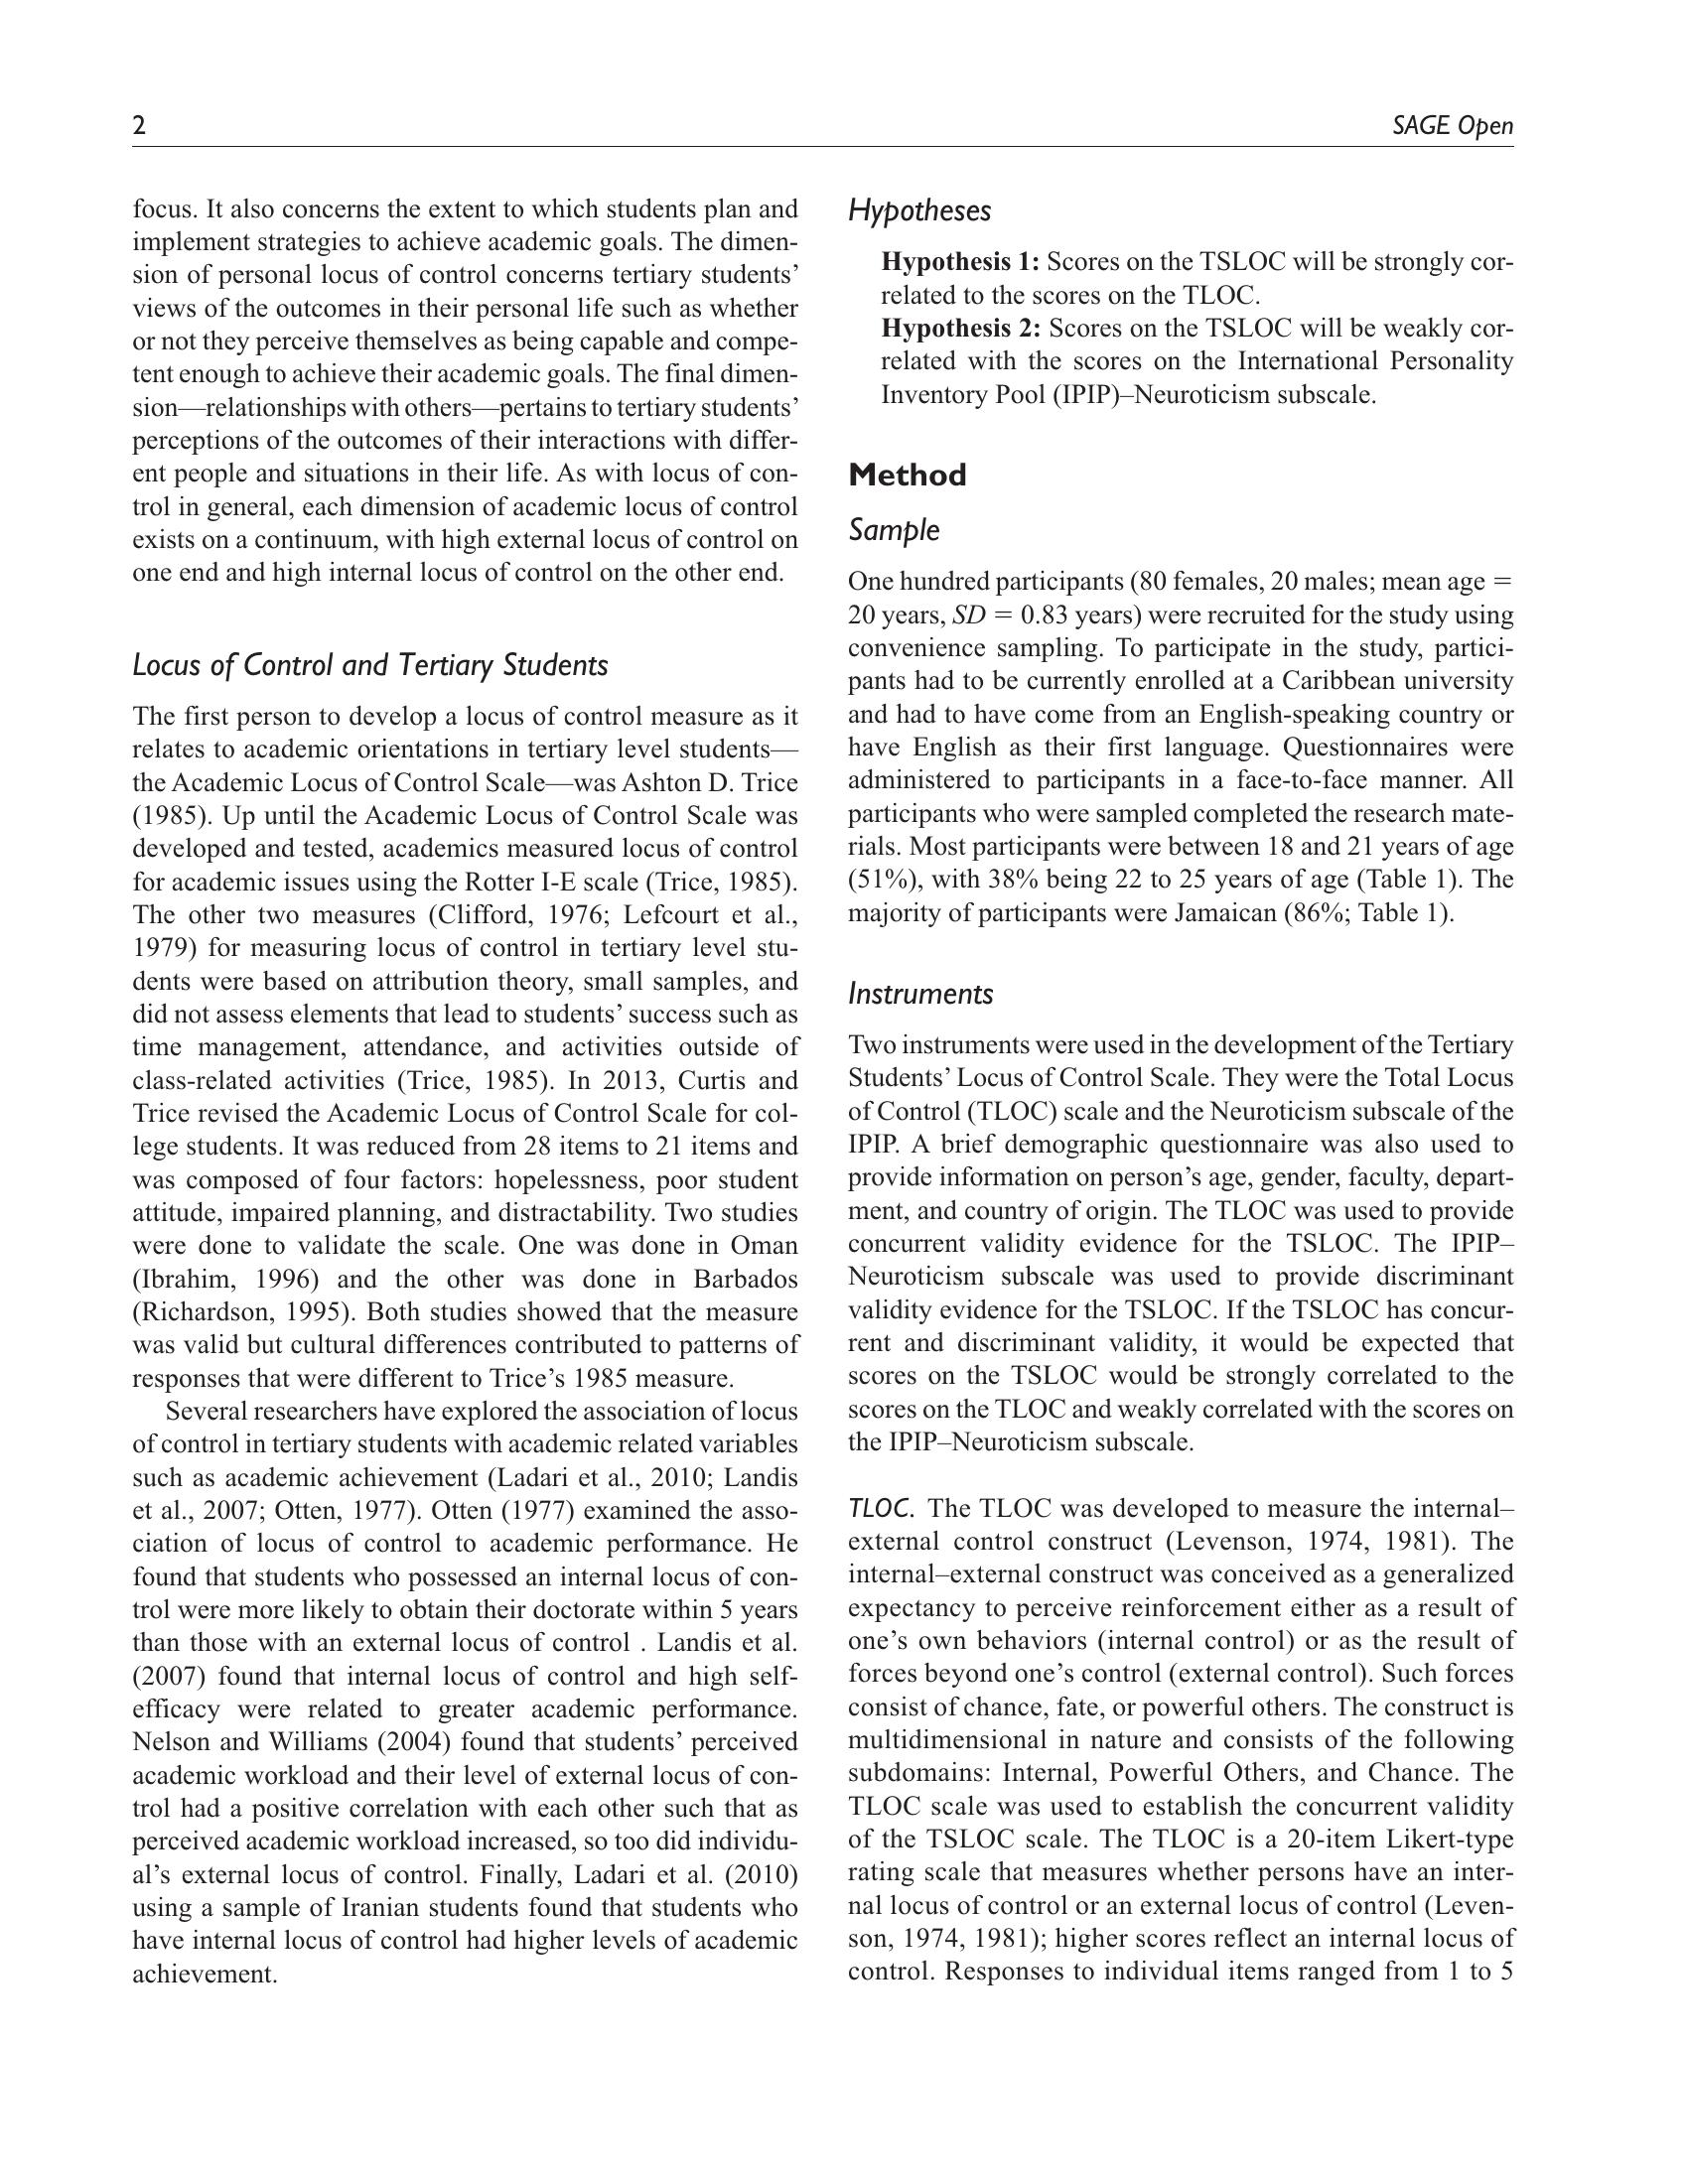 2
SAGE Open
focus. It also concerns the extent to which students plan and
implement strategies to achieve academic goals. The dimen-
sion of personal locus of control concerns tertiary students’
views of the outcomes in their personal life such as whether
or not they perceive themselves as being capable and compe-
tent enough to achieve their academic goals. The final dimen-
sion—relationships with others—pertains to tertiary students’
perceptions of the outcomes of their interactions with differ-
ent people and situations in their life. As with locus of con-
trol in general, each dimension of academic locus of control
exists on a continuum, with high external locus of control on
one end and high internal locus of control on the other end.
Locus of Control and Tertiary Students
The first person to develop a locus of control measure as it
relates to academic orientations in tertiary level students—
the Academic Locus of Control Scale—was Ashton D. Trice
(1985). Up until the Academic Locus of Control Scale was
developed and tested, academics measured locus of control
for academic issues using the Rotter I-E scale (Trice, 1985).
The other two measures (Clifford, 1976; Lefcourt et al.,
1979) for measuring locus of control in tertiary level stu-
dents were based on attribution theory, small samples, and
did not assess elements that lead to students’ success such as
time management, attendance, and activities outside of
class-related activities (Trice, 1985). In 2013, Curtis and
Trice revised the Academic Locus of Control Scale for col-
lege students. It was reduced from 28 items to 21 items and
was composed of four factors: hopelessness, poor student
attitude, impaired planning, and distractability. Two studies
were done to validate the scale. One was done in Oman
(Ibrahim, 1996) and the other was done in Barbados
(Richardson, 1995). Both studies showed that the measure
was valid but cultural differences contributed to patterns of
responses that were different to Trice’s 1985 measure.
Several researchers have explored the association of locus
of control in tertiary students with academic related variables
such as academic achievement (Ladari et al., 2010; Landis
et al., 2007; Otten, 1977). Otten (1977) examined the asso-
ciation of locus of control to academic performance. He
found that students who possessed an internal locus of con-
trol were more likely to obtain their doctorate within 5 years
than those with an external locus of control . Landis et al.
(2007) found that internal locus of control and high self-
efficacy were related to greater academic performance.
Nelson and Williams (2004) found that students’ perceived
academic workload and their level of external locus of con-
trol had a positive correlation with each other such that as
perceived academic workload increased, so too did individu-
al’s external locus of control. Finally, Ladari et al. (2010)
using a sample of Iranian students found that students who
have internal locus of control had higher levels of academic
achievement.
Hypotheses
Hypothesis 1: Scores on the TSLOC will be strongly cor-
related to the scores on the TLOC.
Hypothesis 2: Scores on the TSLOC will be weakly cor-
related with the scores on the International Personality
Inventory Pool (IPIP)–Neuroticism subscale.
Method
Sample
One hundred participants (80 females, 20 males; mean age =
20 years, SD = 0.83 years) were recruited for the study using
convenience sampling. To participate in the study, partici-
pants had to be currently enrolled at a Caribbean university
and had to have come from an English-speaking country or
have English as their first language. Questionnaires were
administered to participants in a face-to-face manner. All
participants who were sampled completed the research mate-
rials. Most participants were between 18 and 21 years of age
(51%), with 38% being 22 to 25 years of age (Table 1). The
majority of participants were Jamaican (86%; Table 1).
Instruments
Two instruments were used in the development of the Tertiary
Students’ Locus of Control Scale. They were the Total Locus
of Control (TLOC) scale and the Neuroticism subscale of the
IPIP. A brief demographic questionnaire was also used to
provide information on person’s age, gender, faculty, depart-
ment, and country of origin. The TLOC was used to provide
concurrent validity evidence for the TSLOC. The IPIP–
Neuroticism subscale was used to provide discriminant
validity evidence for the TSLOC. If the TSLOC has concur-
rent and discriminant validity, it would be expected that
scores on the TSLOC would be strongly correlated to the
scores on the TLOC and weakly correlated with the scores on
the IPIP–Neuroticism subscale.
TLOC. The TLOC was developed to measure the internal–
external control construct (Levenson, 1974, 1981). The
internal–external construct was conceived as a generalized
expectancy to perceive reinforcement either as a result of
one’s own behaviors (internal control) or as the result of
forces beyond one’s control (external control). Such forces
consist of chance, fate, or powerful others. The construct is
multidimensional in nature and consists of the following
subdomains: Internal, Powerful Others, and Chance. The
TLOC scale was used to establish the concurrent validity
of the TSLOC scale. The TLOC is a 20-item Likert-type
rating scale that measures whether persons have an inter-
nal locus of control or an external locus of control (Leven-
son, 1974, 1981); higher scores reflect an internal locus of
control. Responses to individual items ranged from 1 to 5